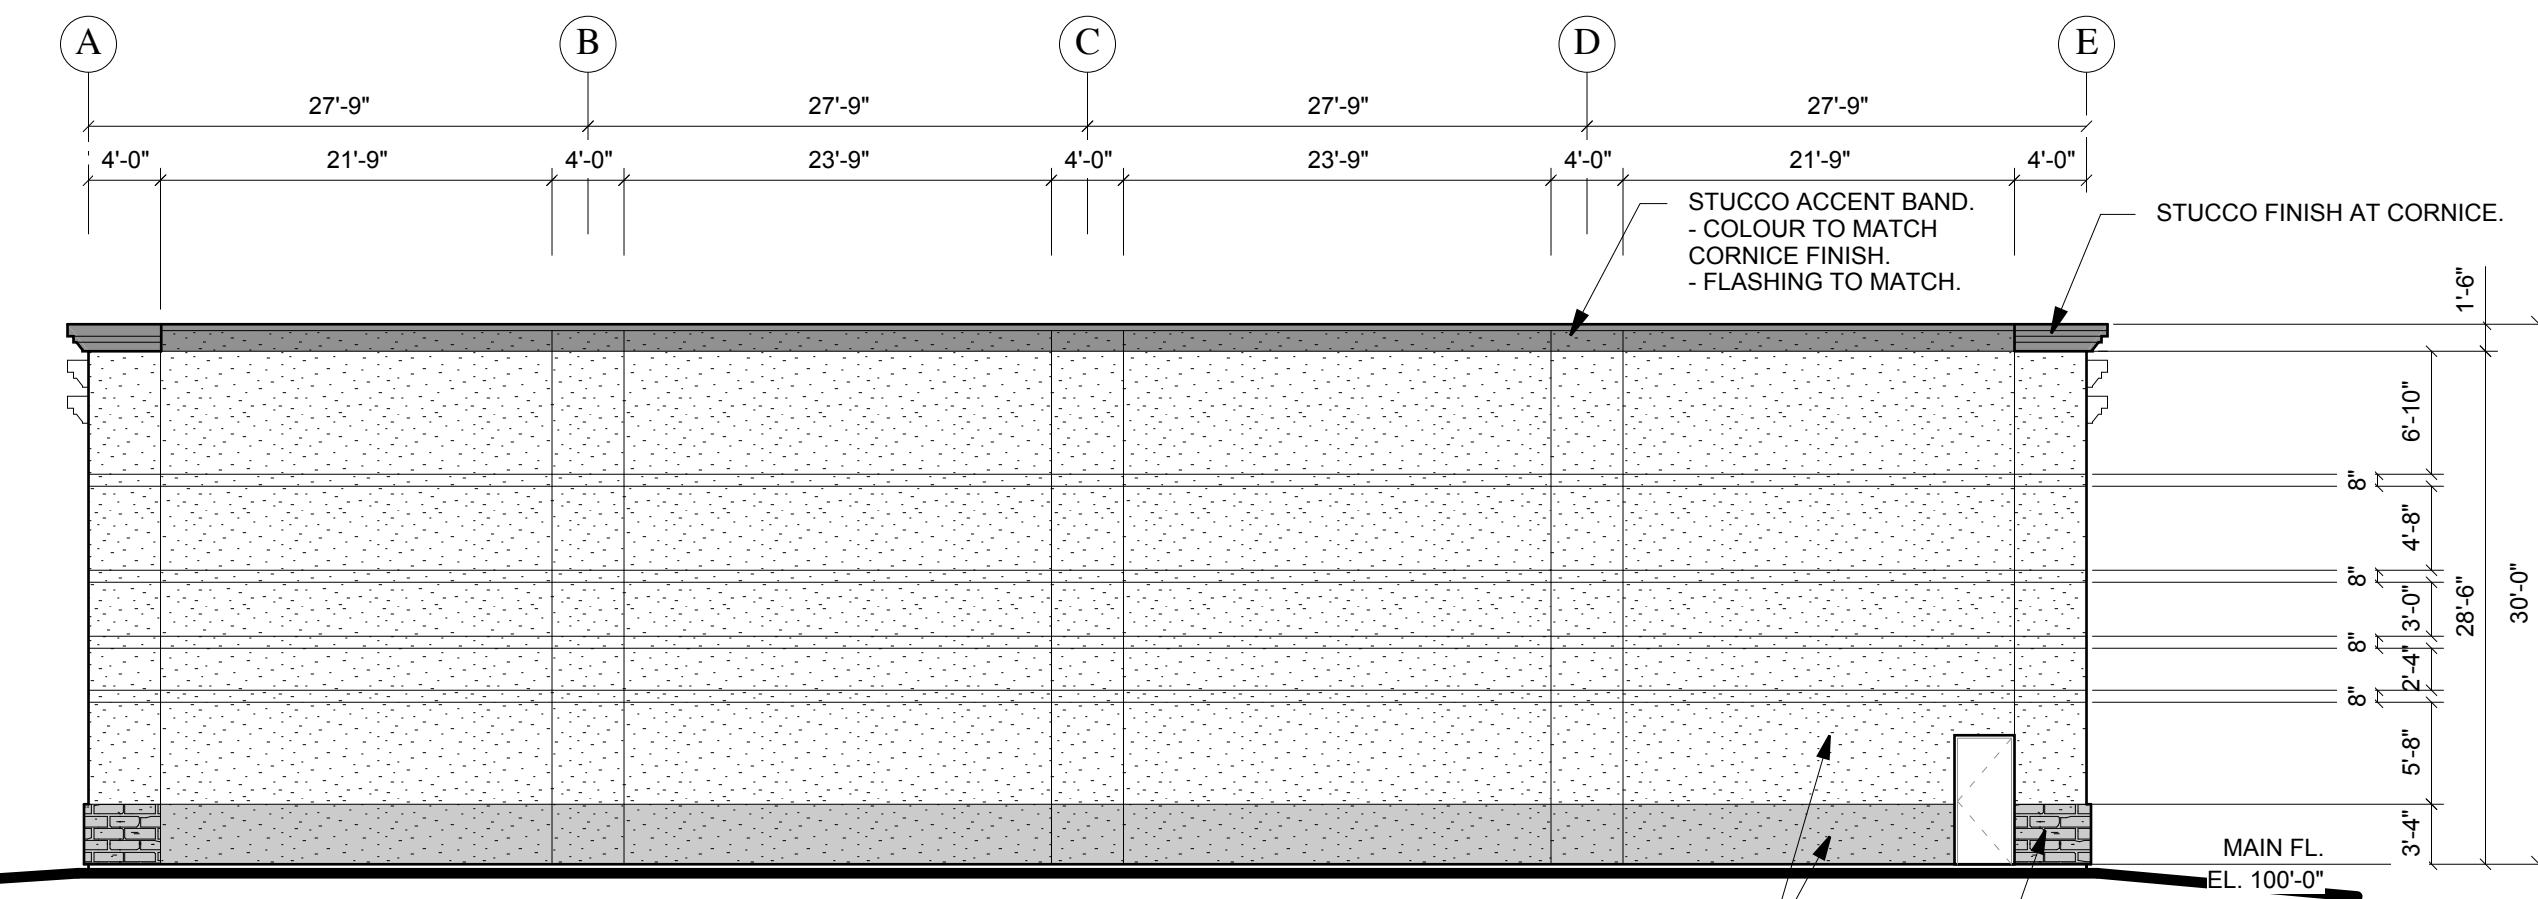 A B C D E
27'-9" 27'-9" 27'-9" 27'-9"
4'-0" 21'-9" 4'-0" 23'-9" 4'-0" 23'-9" 4'-0" 21'-9" 4'-0"
STUCCO ACCENT BAND.
- COLOUR TO MATCH
CORNICE FINISH.
- FLASHING TO MATCH.
STUCCO FINISH AT CORNICE.
1'-6"
6'-10"
8"
4'-8"
8"
3'-0"
8"
2'-4"
8"
5'-8"
3'-4"
28'-6"
30'-0"
MAIN FL.
EL. 100'-0"